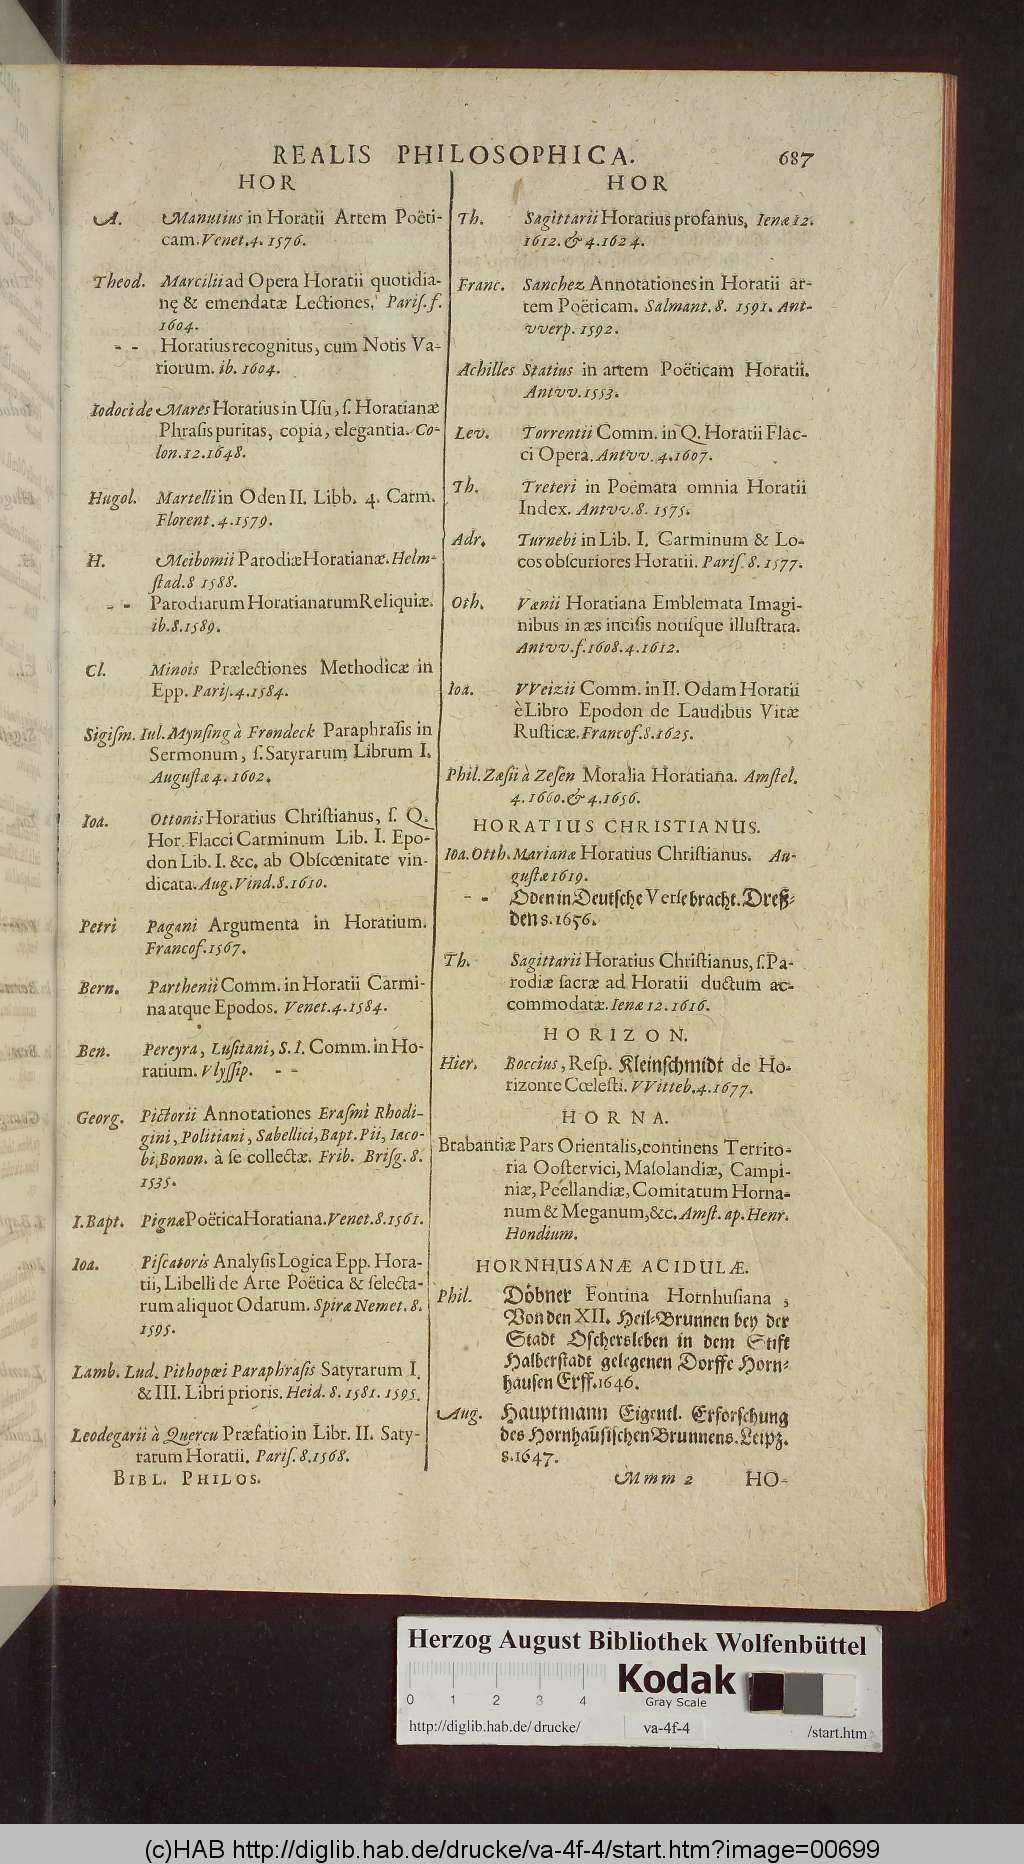 REALIS PHILOSOPHICA. 687
HOR
A. Manutius in Horatii Artem Poëti-
cam. Venet. 4. 1576.
Theod. Marcilii ad Opera Horatii quotidia-
nę & emendatæ Lectiones. Pariſ. f.
1604.
- - Horatius recognitus, cum Notis Va-
riorum. ib. 1604.
Iodoci de Mares Horatius in Uſu, ſ. Horatianæ
Phraſis puritas, copia, elegantia. Co-
lon. 12. 1648.
Hugol. Martelli in Oden II. Libb. 4. Carm.
Florent. 4. 1579.
H. Meibomii Parodiæ Horatianæ. Helm-
ſtad. 8 1588.
- - Parodiarum Horatianarum Reliquiæ.
ib. 8. 1589.
Cl. Minois Prælectiones Methodicæ in
Epp. Pariſ. 4. 1584.
Sigiſm. Iul. Mynſing à Frondeck Paraphraſis in
Sermonum, ſ. Satyrarum Librum I.
Auguſtæ 4. 1602.
Ioa. Ottonis Horatius Chriſtianus, ſ. Q.
Hor. Flacci Carminum Lib. I. Epo-
don Lib. I. &c. ab Obſcœnitate vin-
dicata. Aug. Vind. 8. 1610.
Petri Pagani Argumenta in Horatium.
Francof. 1567.
Bern. Parthenii Comm. in Horatii Carmi-
na atque Epodos. Venet. 4. 1584.
Ben. Pereyra, Luſitani, S. I. Comm. in Ho-
ratium. Vlyſſip. - -
Georg. Pictorii Annotationes Eraſmi Rhodi-
gini, Politiani, Sabellici, Bapt. Pii, Iaco-
bi, Bonon. à ſe collectæ. Frib. Briſg. 8.
1535.
I. Bapt. Pignæ Poëtica Horatiana. Venet. 8. 1561.
Ioa. Piſcatoris Analyſis Logica Epp. Hora-
tii, Libelli de Arte Poëtica & ſelecta-
rum aliquot Odarum. Spiræ Nemet. 8.
1595.
Lamb. Lud. Pithopœi Paraphraſis Satyrarum I.
& III. Libri prioris. Heid. 8. 1581. 1595.
Leodegarii à Quercu Præfatio in Libr. II. Saty-
rarum Horatii. Pariſ. 8. 1568.
BIBL. PHILOS.
HOR
Th. Sagittarii Horatius profanus, Ienæ 12.
1612. & 4. 1624.
Franc. Sanchez Annotationes in Horatii ar-
tem Poëticam. Salmant. 8. 1591. Ant-
vverp. 1592.
Achilles Statius in artem Poëticam Horatii.
Antvv. 1553.
Lev. Torrentii Comm. in Q. Horatii Flac-
ci Opera. Antvv. 4. 1607.
Th. Treteri in Poëmata omnia Horatii
Index. Antvv. 8. 1575.
Adr. Turnebi in Lib. I. Carminum & Lo-
cos obſcuriores Horatii. Pariſ. 8. 1577.
Oth. Vænii Horatiana Emblemata Imagi-
nibus in æs inciſis notiſque illuſtrata.
Antvv. f. 1608. 4. 1612.
Ioa. VVeizii Comm. in II. Odam Horatii
è Libro Epodon de Laudibus Vitæ
Ruſticæ. Francof. 8. 1625.
Phil. Zæſii à Zeſen Moralia Horatiana. Amſtel.
4. 1660. & 4. 1656.
HORATIUS CHRISTIANUS.
Ioa. Otth. Marianæ Horatius Chriſtianus. Au-
guſtæ 1619.
- - Oden in Deutſche Verſe bracht. Dreß-
den 8. 1656.
Th. Sagittarii Horatius Chriſtianus, ſ. Pa-
rodiæ ſacræ ad Horatii ductum ac-
commodatæ. Ienæ 12. 1616.
HORIZON.
Hier. Boccius, Reſp. Kleinſchmidt de Ho-
rizonte Cœleſti. VVitteb. 4. 1677.
HORNA.
Brabantiæ Pars Orientalis, continens Territo-
ria Ooſtervici, Maſolandiæ, Campi-
niæ, Peellandiæ, Comitatum Horna-
num & Meganum, &c. Amſt. ap. Henr.
Hondium.
HORNHUSANÆ ACIDULÆ.
Phil. Döbner Fontina Hornhuſiana,
Von den XII. Heil-Brunnen bey der
Stadt Oſchersleben in dem Stift
Halberſtadt gelegenen Dorffe Horn-
hauſen Erff. 1646.
Aug. Hauptmann Eigentl. Erforſchung
des Hornhaüſiſchen Brunnens. Leipz.
8. 1647.
Mmm 2 HO-
Herzog August Bibliothek Wolfenbüttel
0 1 2 3 4
Kodak
Gray Scale
http://diglib.hab.de/drucke/ va-4f-4 /start.htm
(c)HAB http://diglib.hab.de/drucke/va-4f-4/start.htm?image=00699